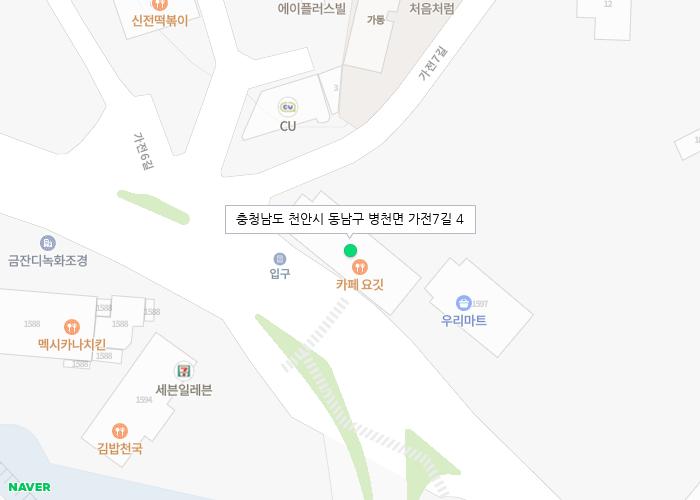 신전떡볶이
에이플러스빌
가동
처음처럼
12
가전7길
3
CU
CU
가전6길
충청남도 천안시 동남구 병천면 가전7길 4
금잔디녹화조경
입구
카페 요깃
1597
우리마트
1588
1588
1588
1588
멕시카나치킨
1588
1588
7
세븐일레븐
1594
김밥천국
NAVER